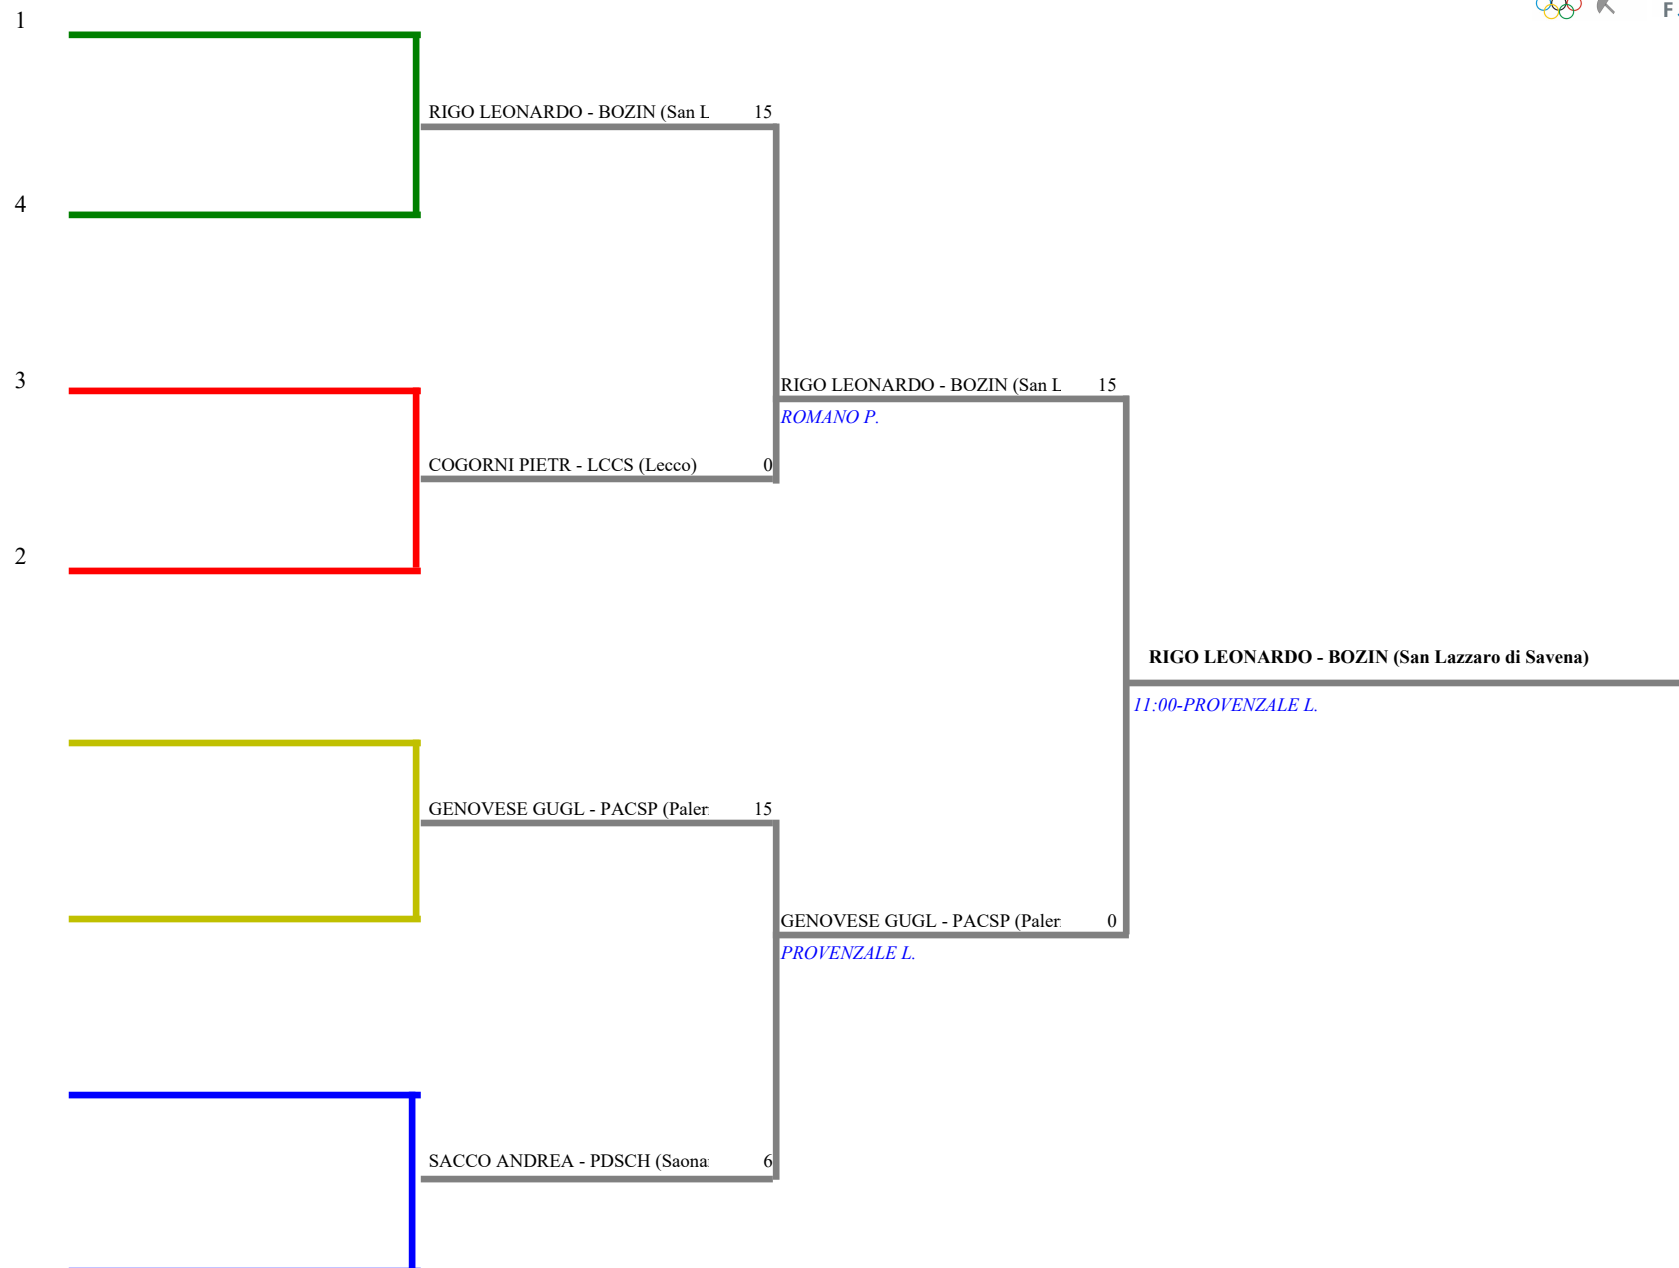 1
F
RIGO LEONARDO - BOZIN (San L 15
4
3
RIGO LEONARDO - BOZIN (San L 15
ROMANO P.
COGORNI PIETR - LCCS (Lecco) 0
2
RIGO LEONARDO - BOZIN (San Lazzaro di Savena)
11:00-PROVENZALE L.
GENOVESE GUGL - PACSP (Paler 15
GENOVESE GUGL - PACSP (Paler 0
PROVENZALE L.
SACCO ANDREA - PDSCH (Saona 6